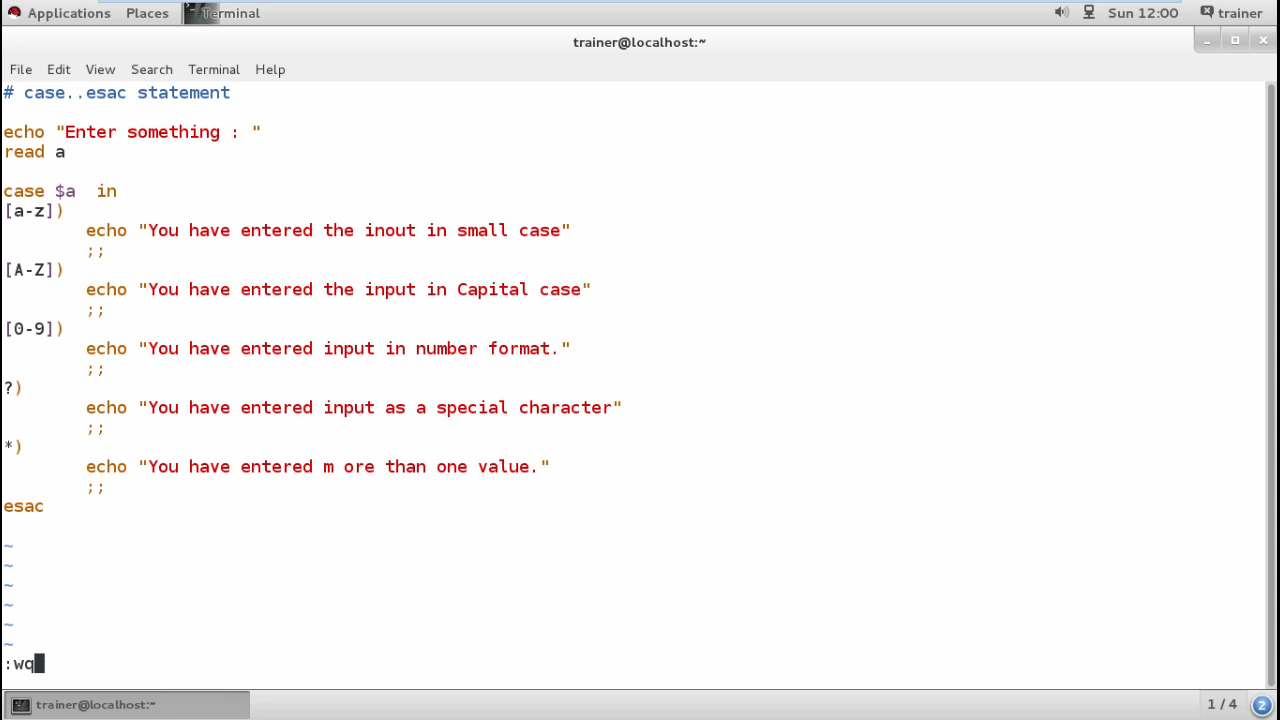 Applications Places Terminal Sun 12:00 trainer
trainer@localhost:~
File Edit View Search Terminal Help
# case..esac statement
echo "Enter something : "
read a
case $a  in
[a-z])
echo "You have entered the inout in small case"
;;
[A-Z])
echo "You have entered the input in Capital case"
;;
[0-9])
echo "You have entered input in number format."
;;
?)
echo "You have entered input as a special character"
;;
*)
echo "You have entered m ore than one value."
;;
esac
~
~
~
~
~
~
:wq
trainer@localhost:~ 1 / 4 2